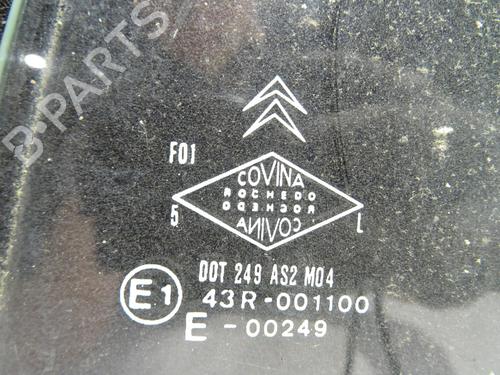 B-PARTS
F01
COVINA
ROCHEDO
ROCHEDO
COVINA
5 L
DOT 249 AS2 M04
E1 43R-001100
E-00249